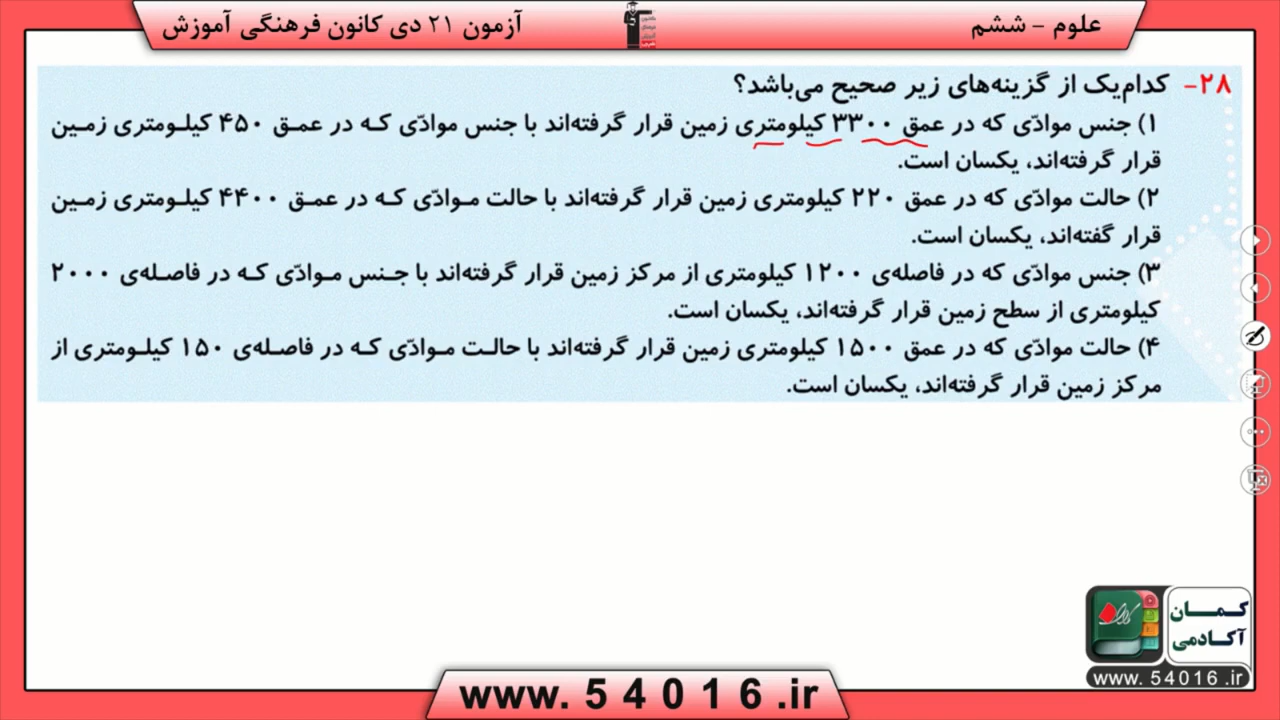 علوم - ششم
آزمون ۲۱ دی کانون فرهنگی آموزش
۲۸- کدام‌یک از گزینه‌های زیر صحیح می‌باشد؟
۱) جنس موادّی که در عمق ۳۳۰۰ کیلومتری زمین قرار گرفته‌اند با جنس موادّی که در عمق ۴۵۰ کیلومتری زمین
قرار گرفته‌اند، یکسان است.
۲) حالت موادّی که در عمق ۲۲۰ کیلومتری زمین قرار گرفته‌اند با حالت موادّی که در عمق ۴۴۰۰ کیلومتری زمین
قرار گفته‌اند، یکسان است.
۳) جنس موادّی که در فاصله‌ی ۱۲۰۰ کیلومتری از مرکز زمین قرار گرفته‌اند با جنس موادّی که در فاصله‌ی ۲۰۰۰
کیلومتری از سطح زمین قرار گرفته‌اند، یکسان است.
۴) حالت موادّی که در عمق ۱۵۰۰ کیلومتری زمین قرار گرفته‌اند با حالت موادّی که در فاصله‌ی ۱۵۰ کیلومتری از
مرکز زمین قرار گرفته‌اند، یکسان است.
کمان
آکادمی
www. 54016 .ir
www. 54016 .ir